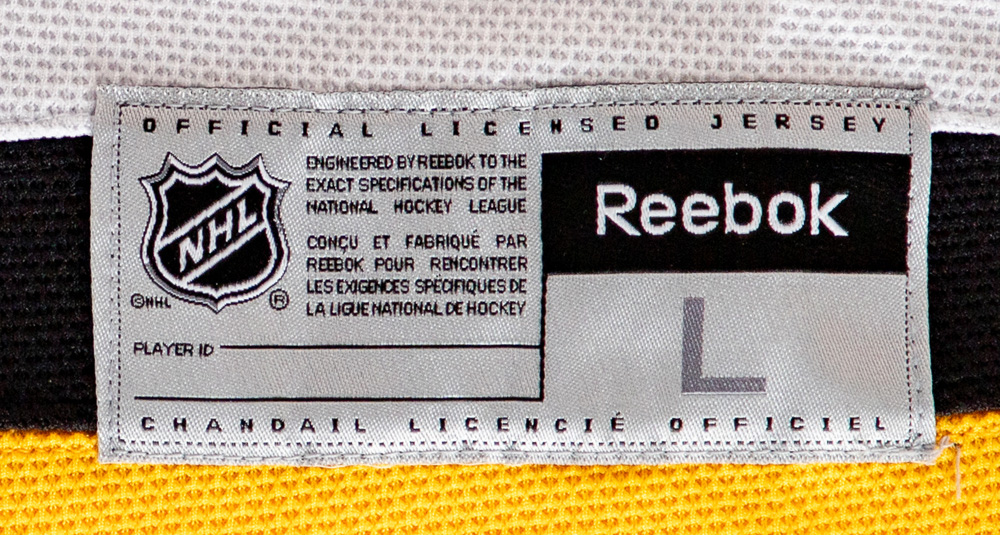 OFFICIAL LICENSED JERSEY
NHL
©NHL
®
ENGINEERED BY REEBOK TO THE
EXACT SPECIFICATIONS OF THE
NATIONAL HOCKEY LEAGUE
CONÇU ET FABRIQUÉ PAR
REEBOK POUR RENCONTRER
LES EXIGENCES SPÉCIFIQUES DE
LA LIGUE NATIONAL DE HOCKEY
PLAYER ID
Reebok
L
CHANDAIL LICENCIÉ OFFICIEL